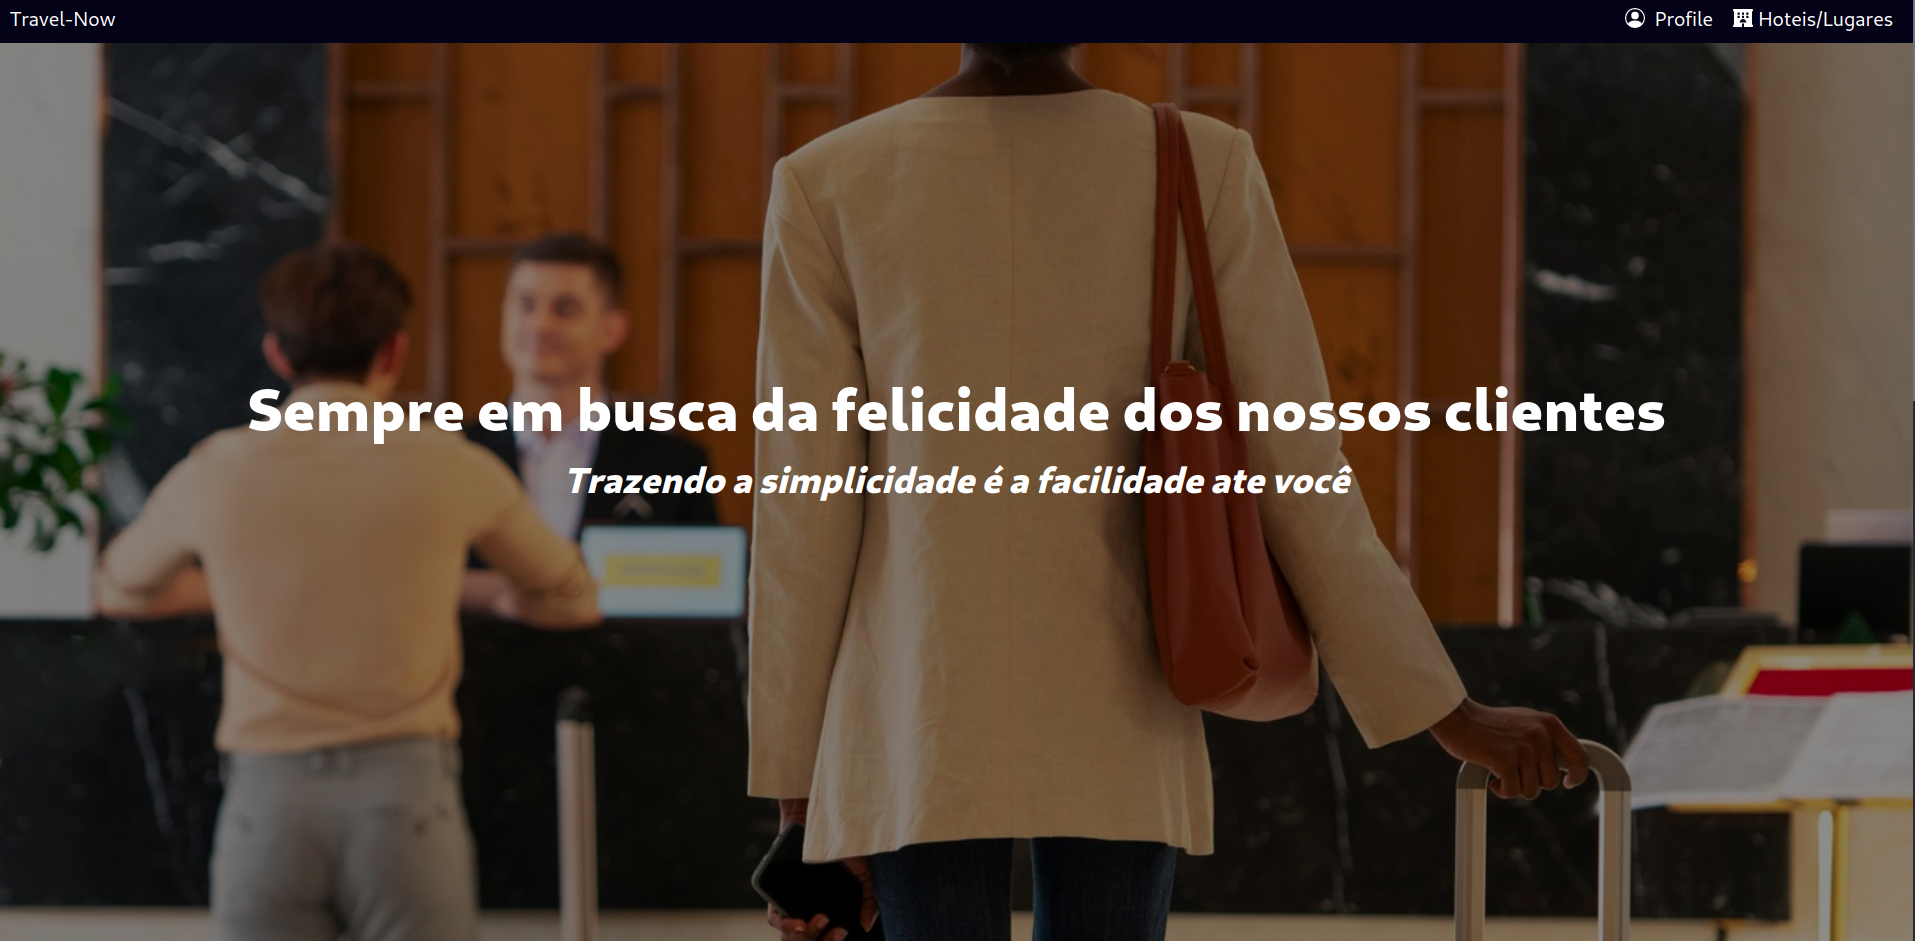 Travel-Now
Profile
Hoteis/Lugares
Sempre em busca da felicidade dos nossos clientes
Trazendo a simplicidade é a facilidade ate você